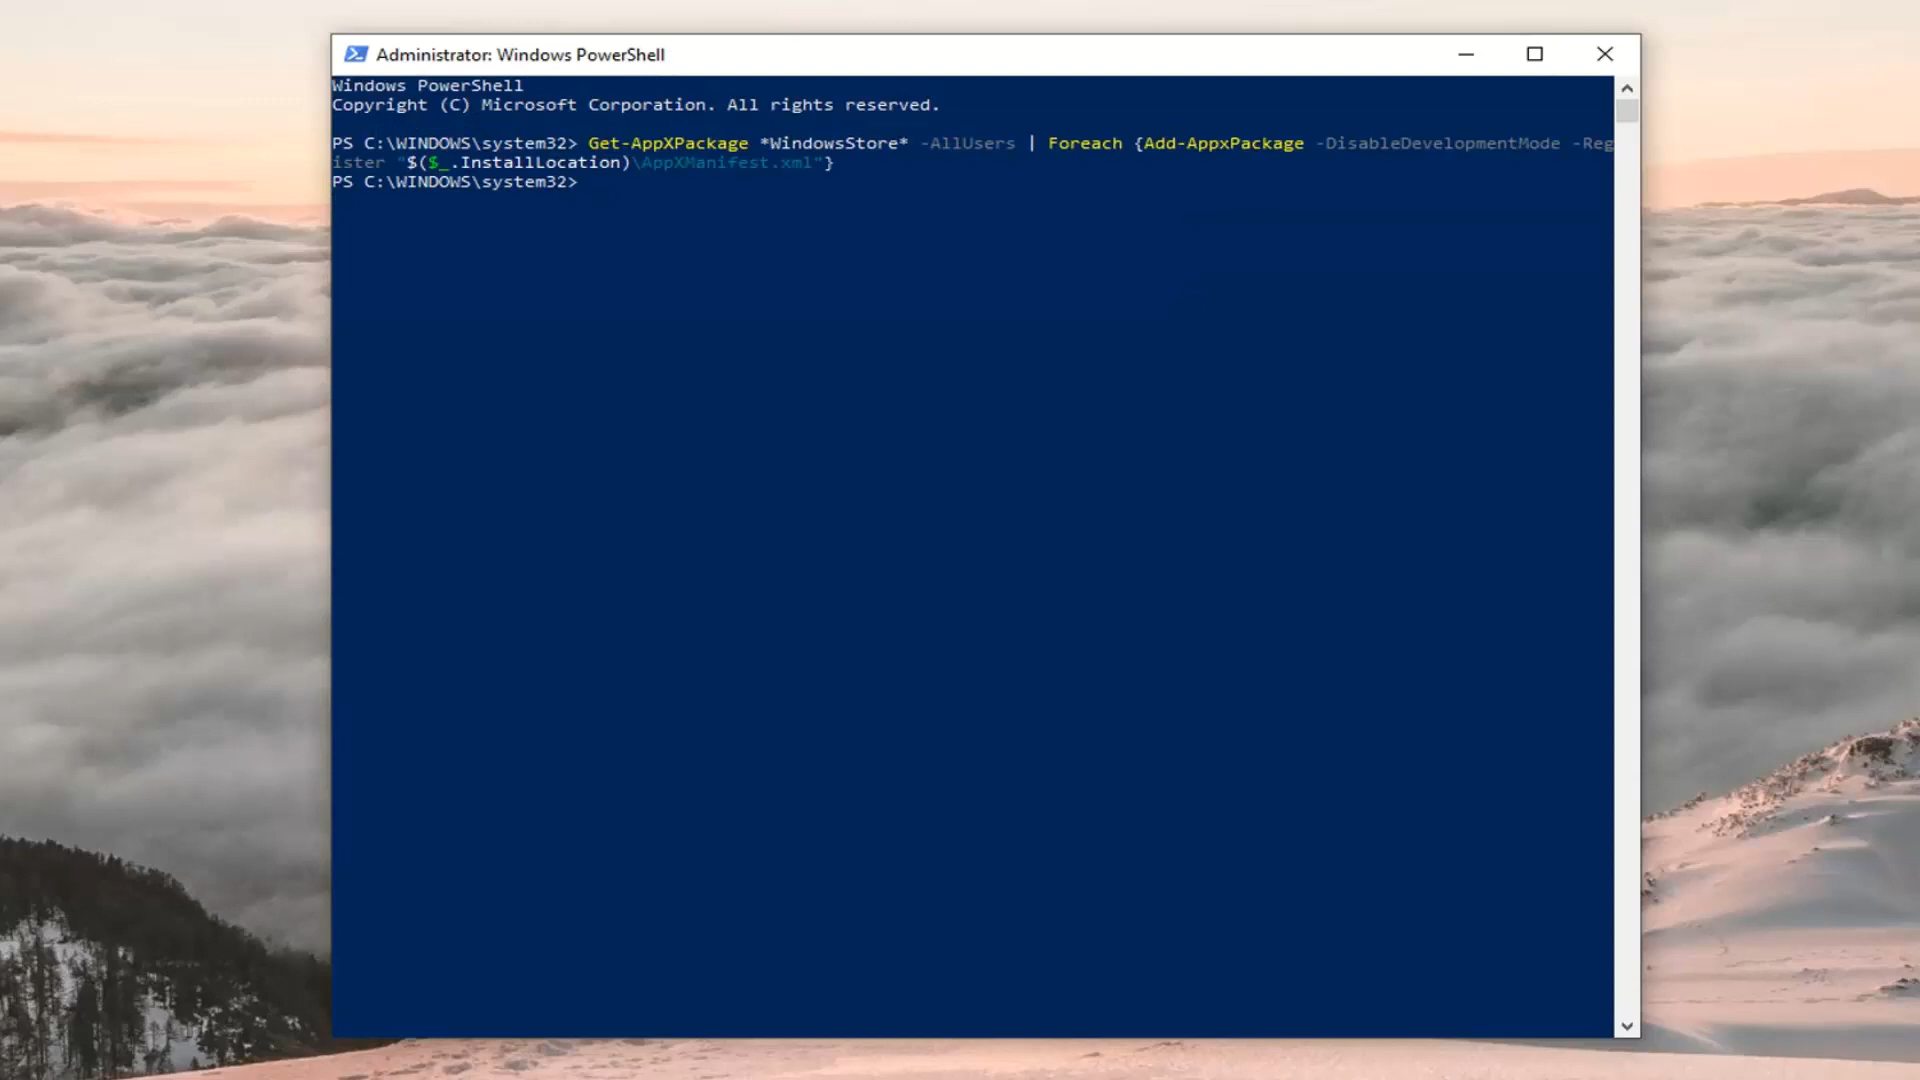 Administrator: Windows PowerShell
Windows PowerShell
Copyright (C) Microsoft Corporation. All rights reserved.
PS C:\WINDOWS\system32> Get-AppXPackage *WindowsStore* -AllUsers | Foreach {Add-AppxPackage -DisableDevelopmentMode -Reg
ister "$($_.InstallLocation)\AppXManifest.xml"}
PS C:\WINDOWS\system32>